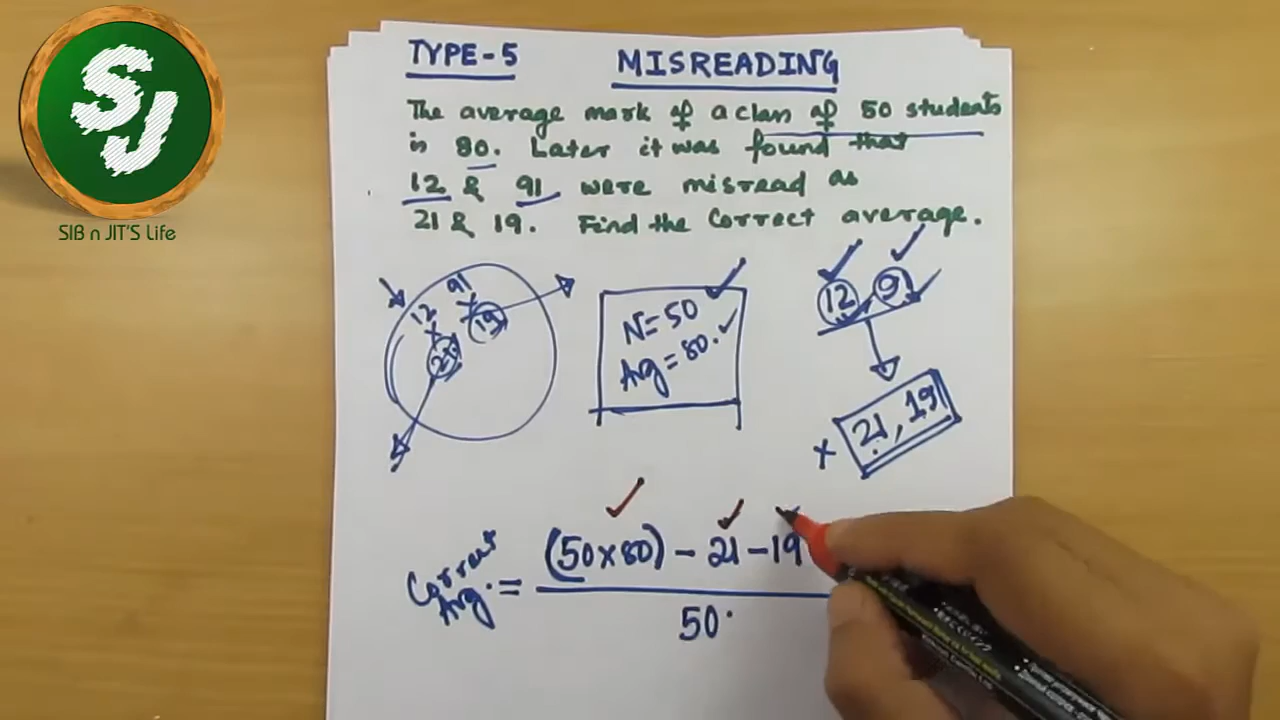 SJ
SIB n JIT'S Life
TYPE-5 MISREADING
The average mark of a class of 50 students
is 80. Later it was found that
12 & 91 were misread as
21 & 19. Find the Correct average.
12 91
21 19
N=50
Avg=80.
12, 91
x 21, 19
Correct Avg. = (50x80) - 21 - 19
50